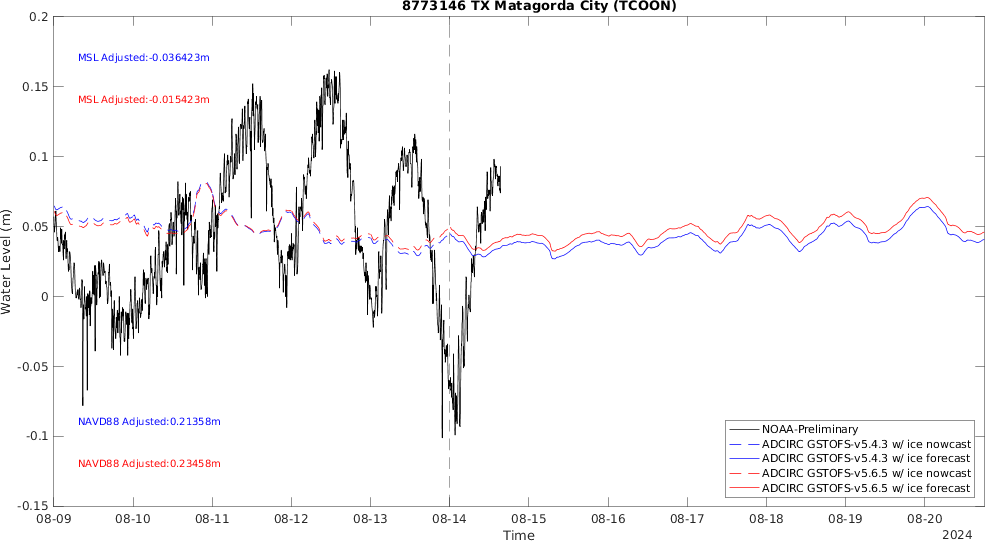 8773146 TX Matagorda City (TCOON)
0.2
0.15
0.1
0.05
0
-0.05
-0.1
-0.15
Water Level (m)
MSL Adjusted:-0.036423m
MSL Adjusted:-0.015423m
NAVD88 Adjusted:0.21358m
NAVD88 Adjusted:0.23458m
NOAA-Preliminary
ADCIRC GSTOFS-v5.4.3 w/ ice nowcast
ADCIRC GSTOFS-v5.4.3 w/ ice forecast
ADCIRC GSTOFS-v5.6.5 w/ ice nowcast
ADCIRC GSTOFS-v5.6.5 w/ ice forecast
08-09 08-10 08-11 08-12 08-13 08-14 08-15 08-16 08-17 08-18 08-19 08-20
Time
2024